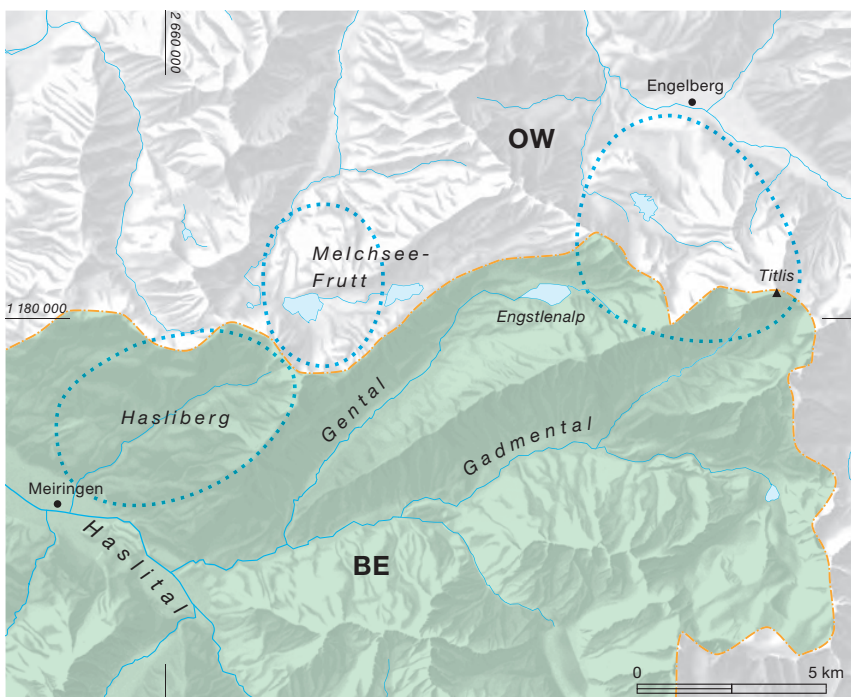 2 660 000
Engelberg
OW
Melchsee-
Frutt
Titlis
1 180 000
Engstlenalp
Hasliberg
Gental
Gadmental
Meiringen
Haslital
BE
0
5 km